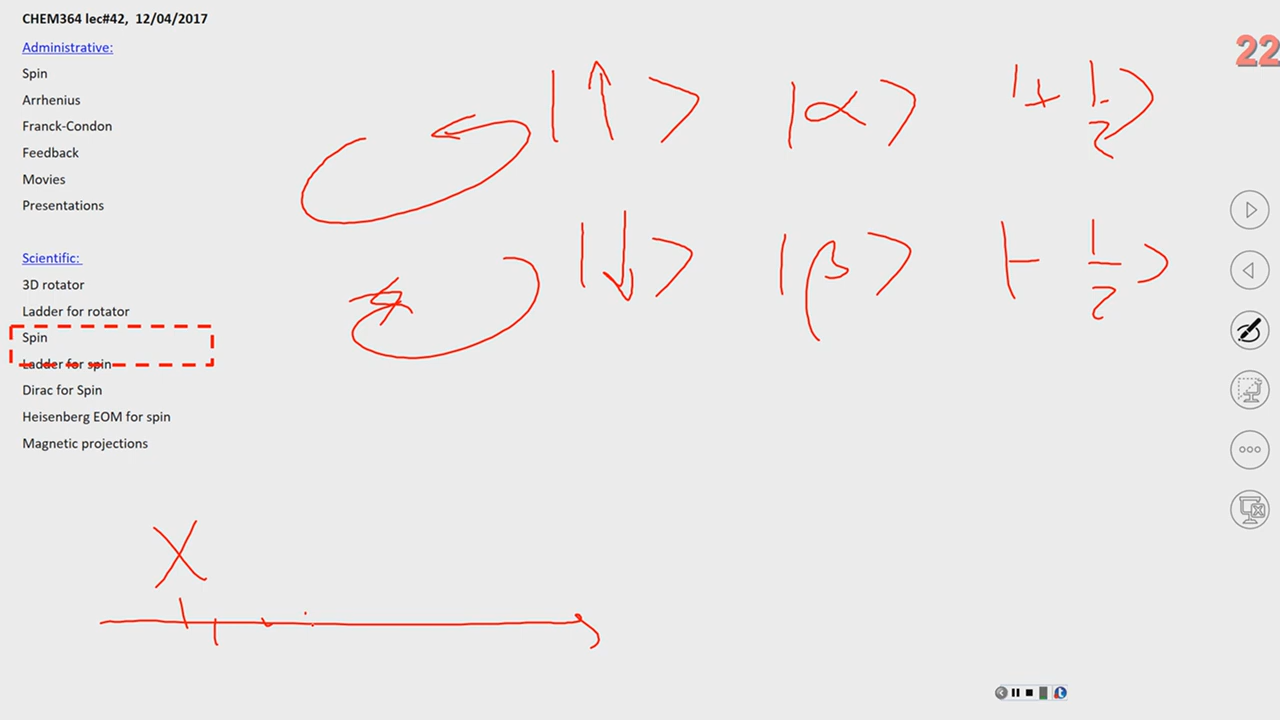 CHEM364 lec#42, 12/04/2017
22
Administrative:
Spin
Arrhenius
Franck-Condon
Feedback
Movies
Presentations
|↑> |α> |+ 1/2>
|↓> |β> |- 1/2>
Scientific:
3D rotator
Ladder for rotator
Spin
Ladder for spin
Dirac for Spin
Heisenberg EOM for spin
Magnetic projections
X